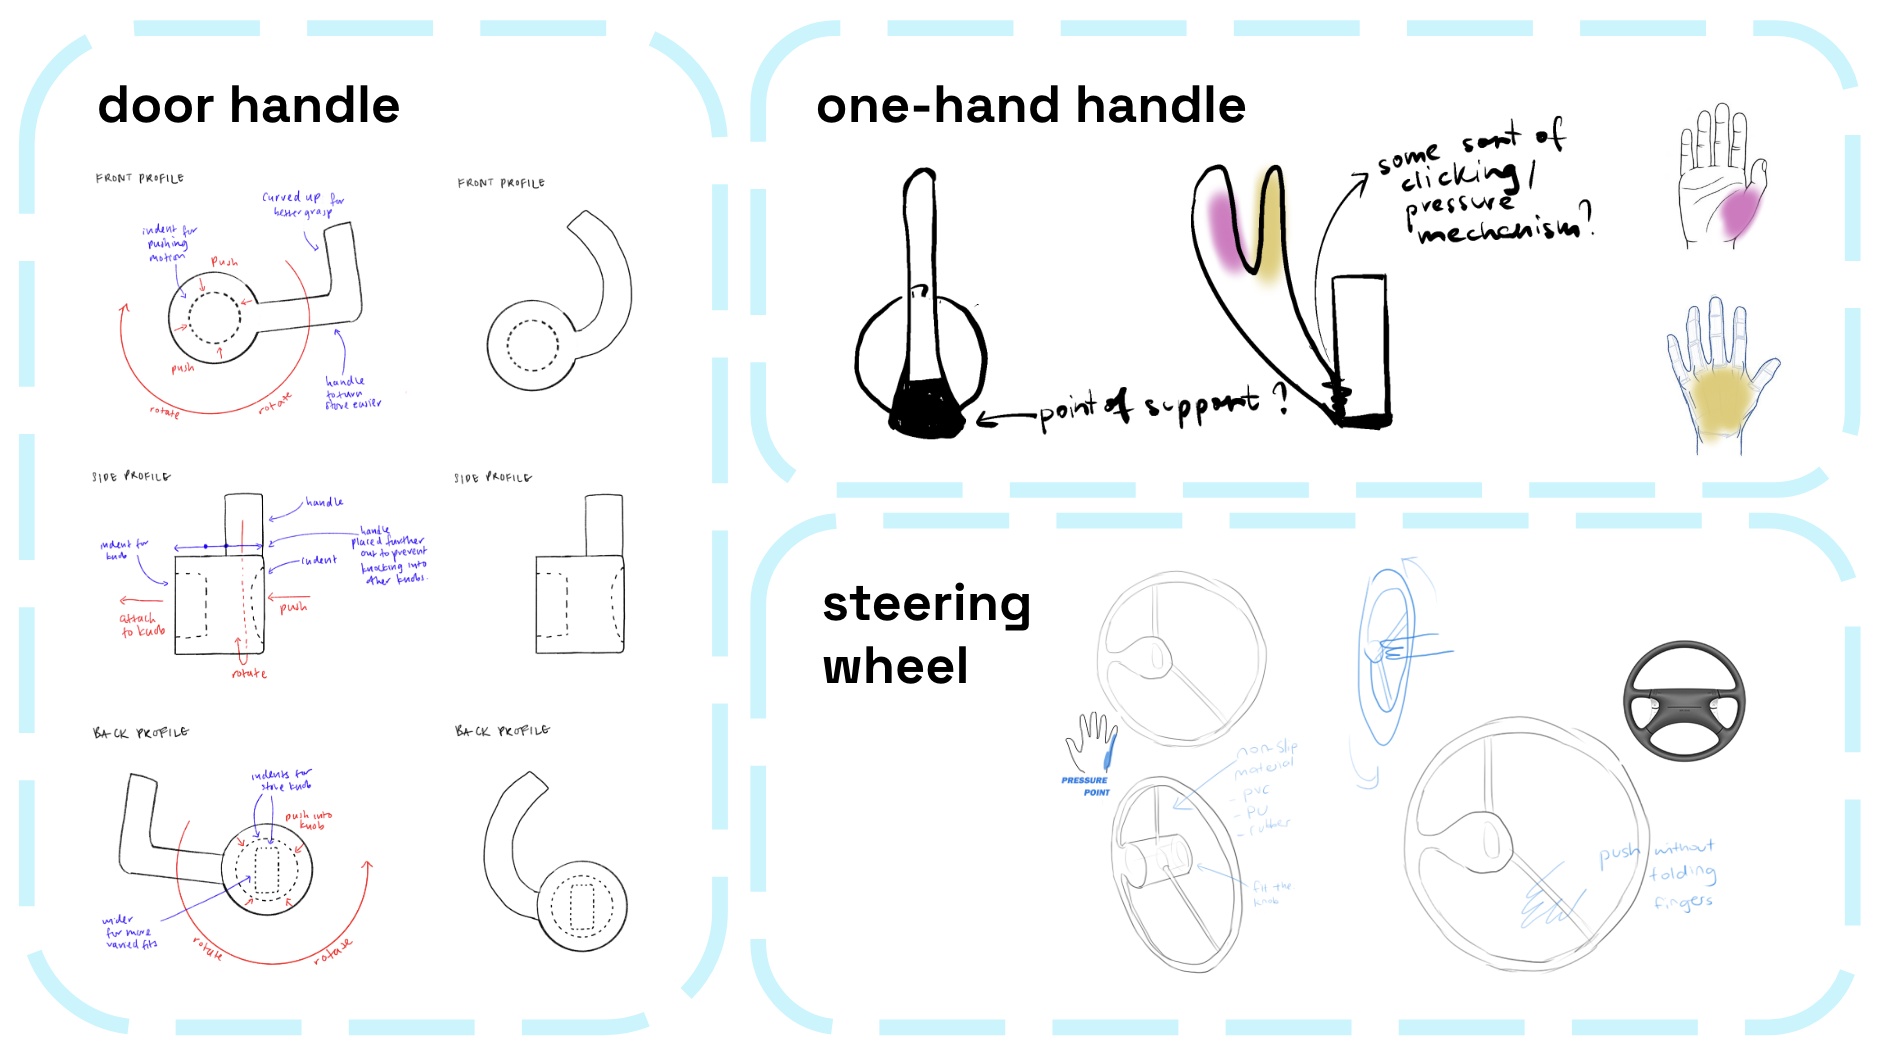 door handle
FRONT PROFILE
curved up for
better grasp
indent for
pushing
motion
push
push
rotate
rotate
handle
to turn
stove easier
FRONT PROFILE
SIDE PROFILE
handle
indent for
knob
handle
placed further
out to prevent
knocking into
other knobs.
indent
attach
to knob
push
rotate
SIDE PROFILE
BACK PROFILE
indents for
stove knob
push into
knob
wider
for more
varied fits
rotate
rotate
BACK PROFILE
one-hand handle
some sort of
clicking/
pressure
mechanism?
point of support?
steering
wheel
PRESSURE
POINT
non-slip
material
- PVC
- PU
- rubber
fit the
knob
push without
folding
fingers